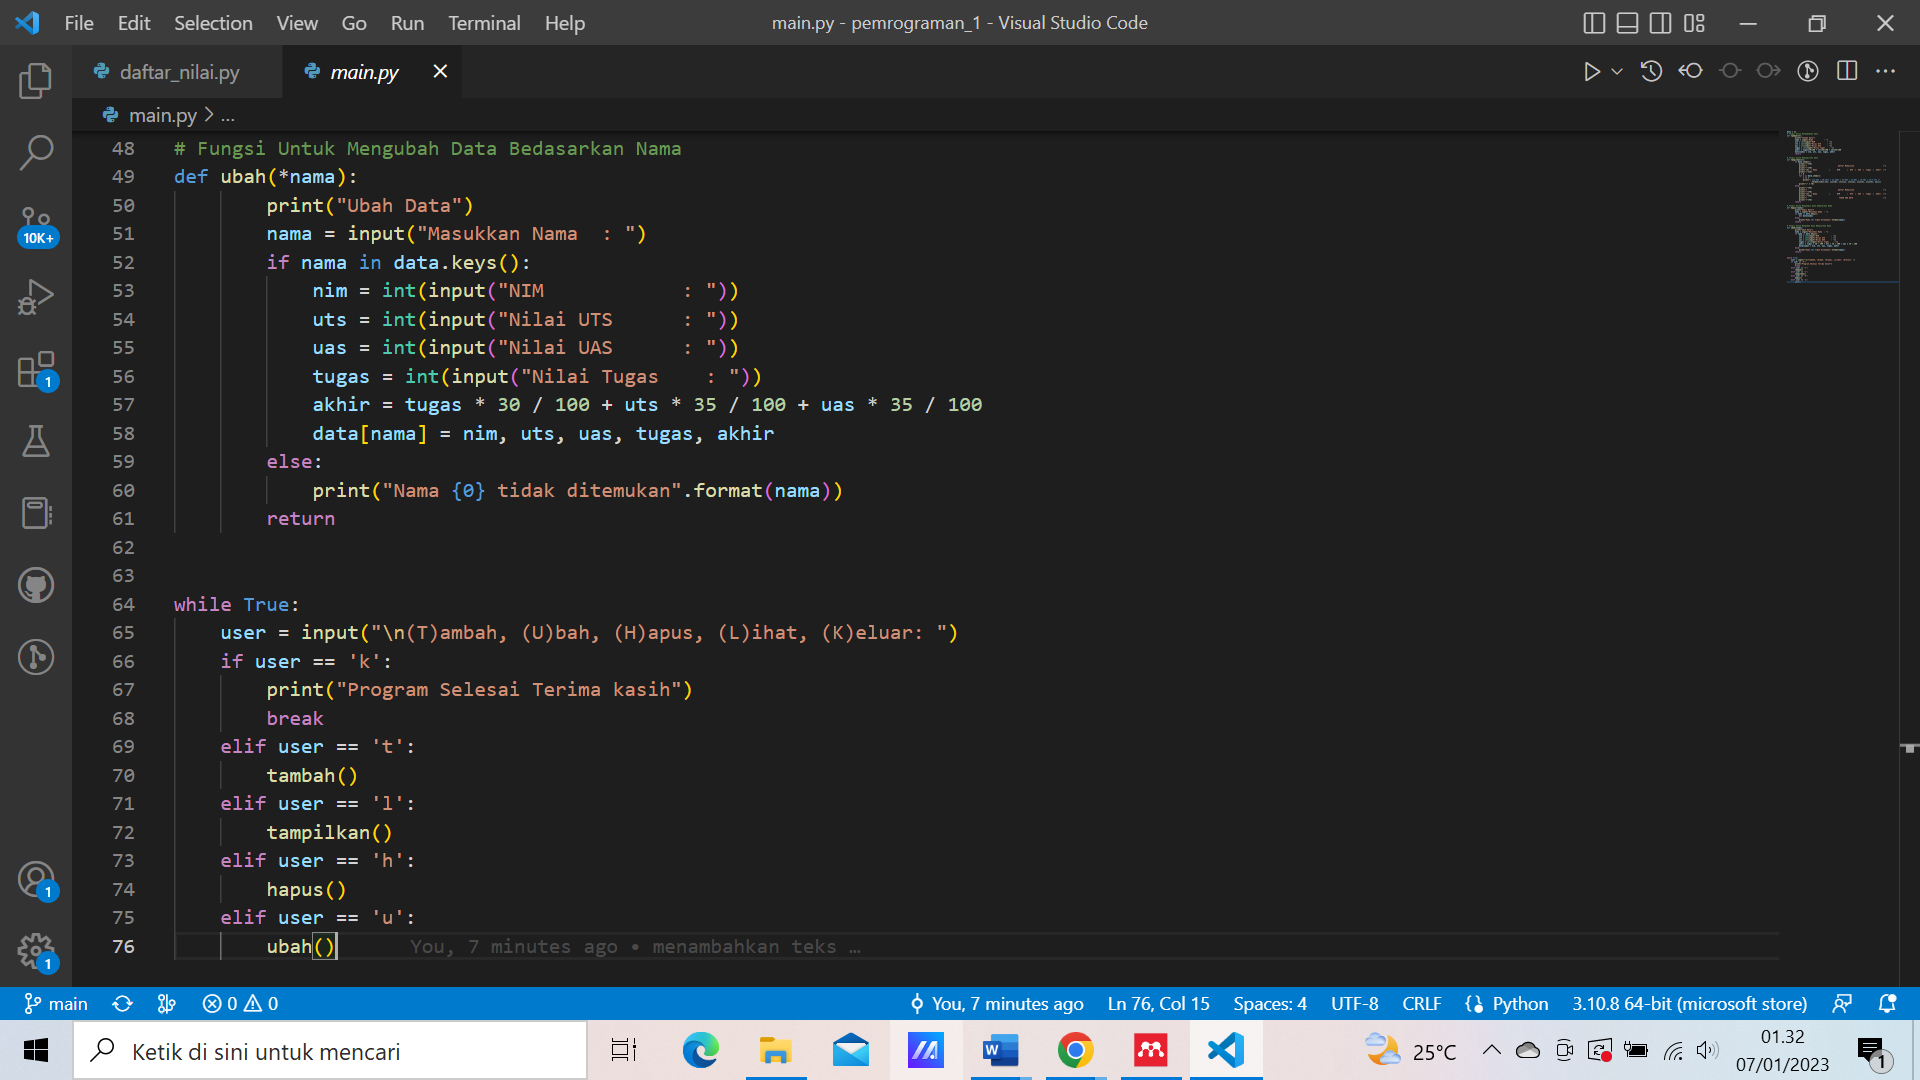 File Edit Selection View Go Run Terminal Help main.py - pemrograman_1 - Visual Studio Code
daftar_nilai.py main.py
main.py > ...
48 # Fungsi Untuk Mengubah Data Bedasarkan Nama
49 def ubah(*nama):
50 print("Ubah Data")
51 nama = input("Masukkan Nama  : ")
52 if nama in data.keys():
53 nim = int(input("NIM            : "))
54 uts = int(input("Nilai UTS      : "))
55 uas = int(input("Nilai UAS      : "))
56 tugas = int(input("Nilai Tugas    : "))
57 akhir = tugas * 30 / 100 + uts * 35 / 100 + uas * 35 / 100
58 data[nama] = nim, uts, uas, tugas, akhir
59 else:
60 print("Nama {0} tidak ditemukan".format(nama))
61 return
62
63
64 while True:
65 user = input("\n(T)ambah, (U)bah, (H)apus, (L)ihat, (K)eluar: ")
66 if user == 'k':
67 print("Program Selesai Terima kasih")
68 break
69 elif user == 't':
70 tambah()
71 elif user == 'l':
72 tampilkan()
73 elif user == 'h':
74 hapus()
75 elif user == 'u':
76 ubah() You, 7 minutes ago • menambahkan teks …
10K+
1
1
1
main 0 0 You, 7 minutes ago Ln 76, Col 15 Spaces: 4 UTF-8 CRLF Python 3.10.8 64-bit (microsoft store)
Ketik di sini untuk mencari 25°C 01.32
07/01/2023 1